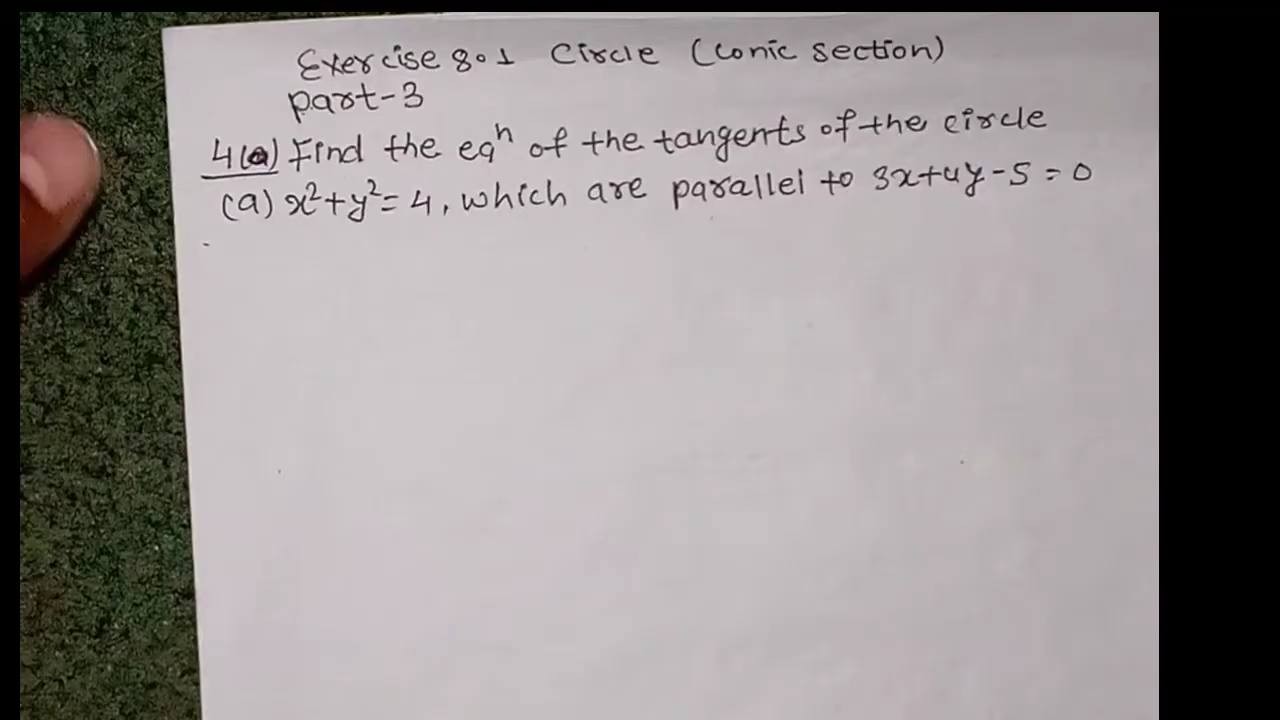 Exercise 8.1 Circle (Conic section)
part-3
4(a) Find the eqⁿ of the tangents of the circle
(a) x²+y²=4, which are parallel to 3x+4y-5=0